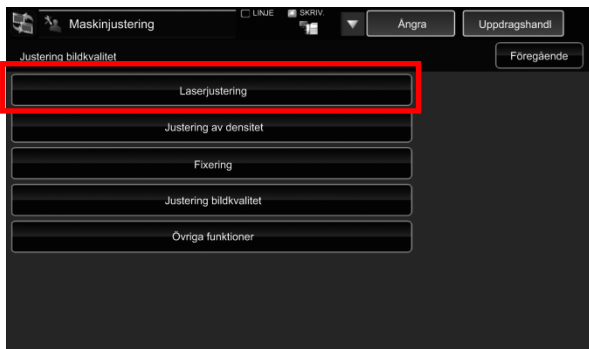 Maskinjustering
LINJE
SKRIV.
Ångra
Uppdragshandl
Justering bildkvalitet
Föregående
Laserjustering
Justering av densitet
Fixering
Justering bildkvalitet
Övriga funktioner